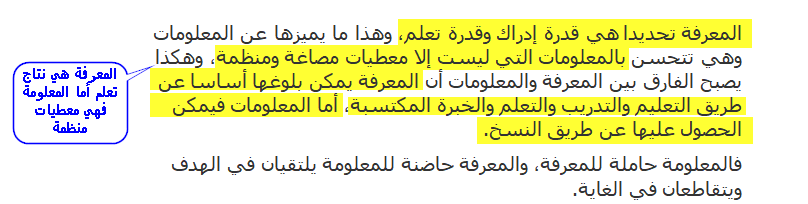 المعرفة تحديدا هي قدرة إدراك وقدرة تعلم، وهذا ما يميزها عن المعلومات
وهي تتحسن بالمعلومات التي ليست إلا معطيات مصاغة ومنظمة، وهكذا
يصبح الفارق بين المعرفة والمعلومات أن المعرفة يمكن بلوغها أساسا عن
طريق التعليم والتدريب والتعلم والخبرة المكتسبة، أما المعلومات فيمكن
الحصول عليها عن طريق النسخ.
فالمعلومة حاملة للمعرفة، والمعرفة حاضنة للمعلومة يلتقيان في الهدف
ويتقاطعان في الغاية.
المعرفة هي نتاج
تعلم أما المعلومة
فهي معطيات
منظمة